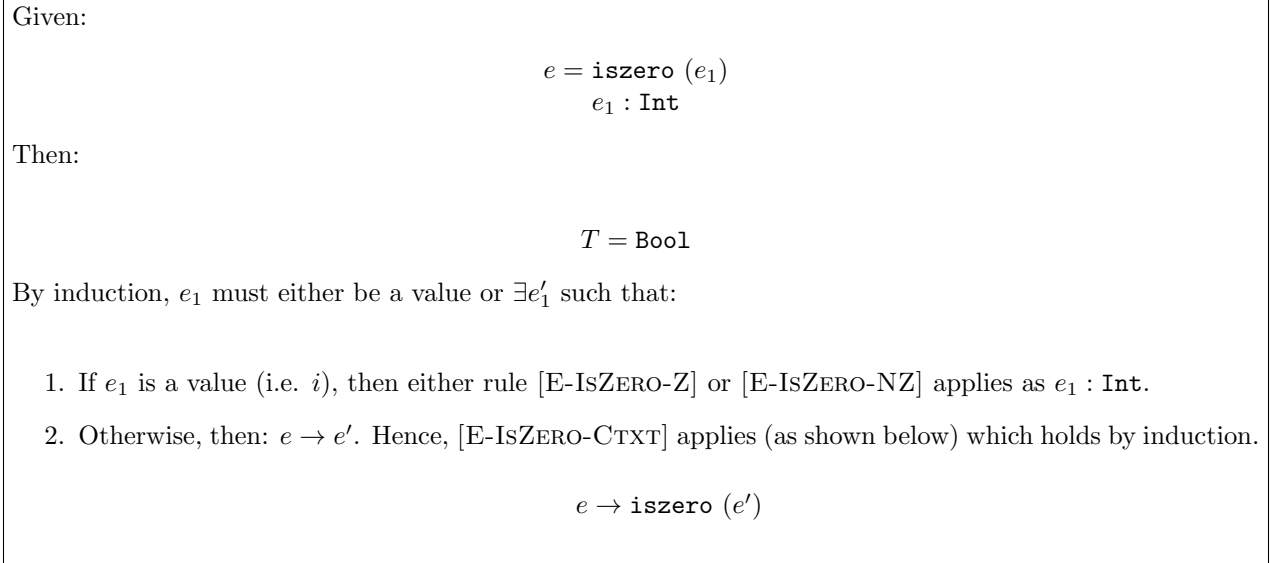 Given:
e = iszero (e₁)
e₁ : Int
Then:
T = Bool
By induction, e₁ must either be a value or ∃e′₁ such that:
1. If e₁ is a value (i.e. i), then either rule [E-IsZero-Z] or [E-IsZero-NZ] applies as e₁ : Int.
2. Otherwise, then: e → e′. Hence, [E-IsZero-Ctxt] applies (as shown below) which holds by induction.
e → iszero (e′)